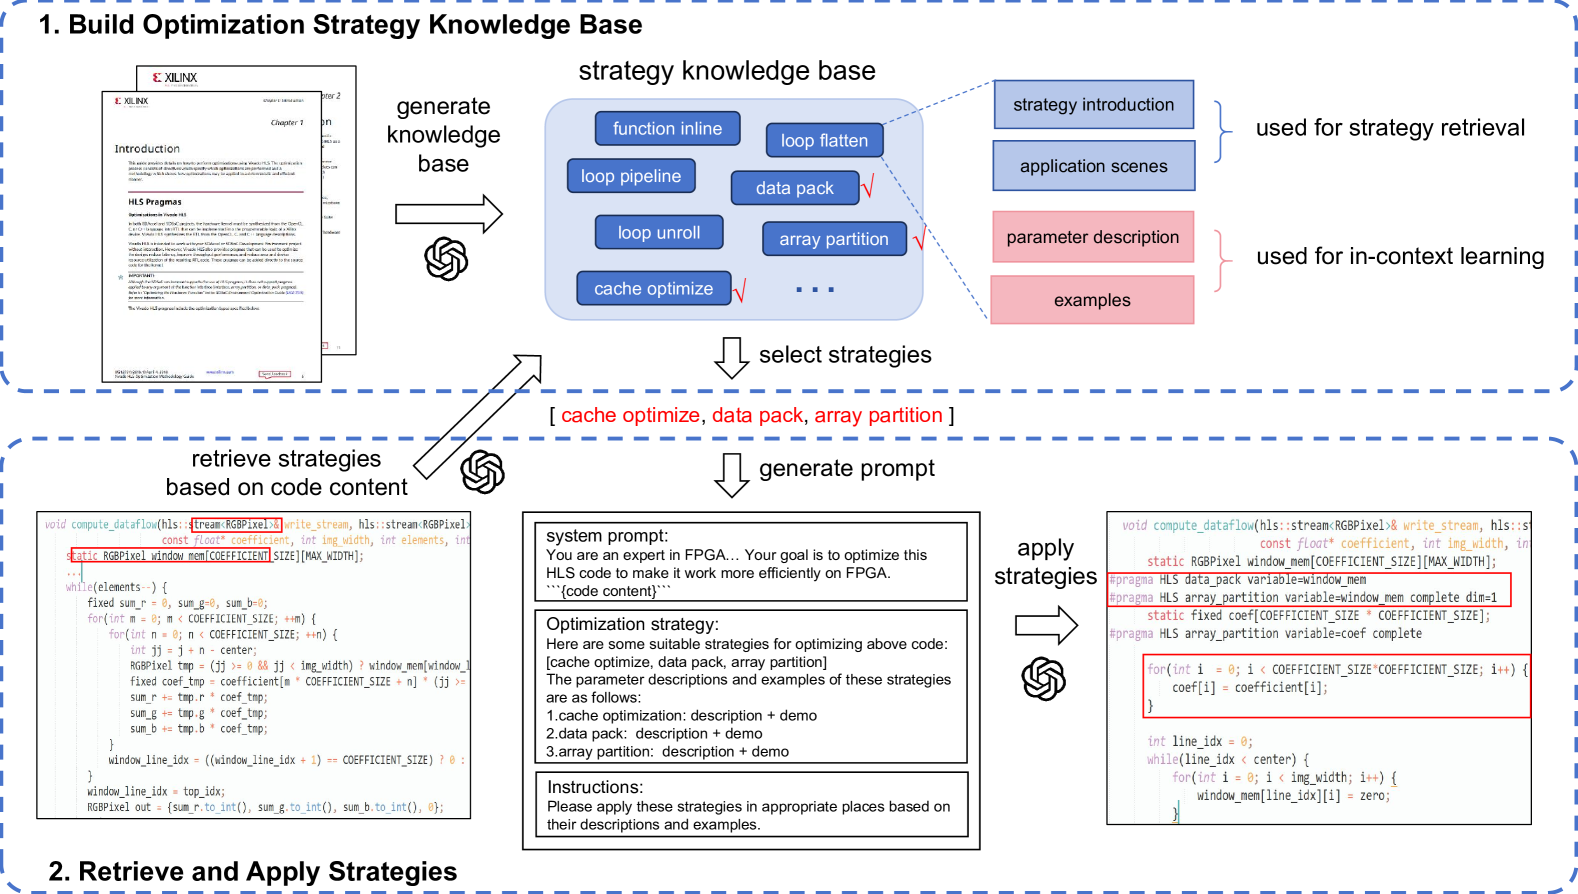 1. Build Optimization Strategy Knowledge Base
XILINX
XILINX
Chapter 1
Introduction
HLS Pragmas
Optimizations in Vivado HLS
IMPORTANT!
generate
knowledge
base
strategy knowledge base
function inline
loop flatten
loop pipeline
data pack
loop unroll
array partition
cache optimize
...
strategy introduction
application scenes
used for strategy retrieval
parameter description
examples
used for in-context learning
select strategies
[ cache optimize, data pack, array partition ]
retrieve strategies
based on code content
generate prompt
void compute_dataflow(hls::stream<RGBPixel>& write_stream, hls::stream<RGBPixel>
const float* coefficient, int img_width, int elements, int
static RGBPixel window_mem[COEFFICIENT_SIZE][MAX_WIDTH];
...
while(elements--) {
fixed sum_r = 0, sum_g=0, sum_b=0;
for(int m = 0; m < COEFFICIENT_SIZE; ++m) {
for(int n = 0; n < COEFFICIENT_SIZE; ++n) {
int jj = j + n - center;
RGBPixel tmp = (jj >= 0 && jj < img_width) ? window_mem[window_l
fixed coef_tmp = coefficient[m * COEFFICIENT_SIZE + n] * (jj >=
sum_r += tmp.r * coef_tmp;
sum_g += tmp.g * coef_tmp;
sum_b += tmp.b * coef_tmp;
}
window_line_idx = ((window_line_idx + 1) == COEFFICIENT_SIZE) ? 0 :
}
window_line_idx = top_idx;
RGBPixel out = {sum_r.to_int(), sum_g.to_int(), sum_b.to_int(), 0};
system prompt:
You are an expert in FPGA... Your goal is to optimize this
HLS code to make it work more efficiently on FPGA.
```{code content}```
Optimization strategy:
Here are some suitable strategies for optimizing above code:
[cache optimize, data pack, array partition]
The parameter descriptions and examples of these strategies
are as follows:
1.cache optimization: description + demo
2.data pack: description + demo
3.array partition: description + demo
Instructions:
Please apply these strategies in appropriate places based on
their descriptions and examples.
apply
strategies
void compute_dataflow(hls::stream<RGBPixel>& write_stream, hls::st
const float* coefficient, int img_width, in
static RGBPixel window_mem[COEFFICIENT_SIZE][MAX_WIDTH];
#pragma HLS data_pack variable=window_mem
#pragma HLS array_partition variable=window_mem complete dim=1
static fixed coef[COEFFICIENT_SIZE * COEFFICIENT_SIZE];
#pragma HLS array_partition variable=coef complete
for(int i = 0; i < COEFFICIENT_SIZE*COEFFICIENT_SIZE; i++) {
coef[i] = coefficient[i];
}
int line_idx = 0;
while(line_idx < center) {
for(int i = 0; i < img_width; i++) {
window_mem[line_idx][i] = zero;
}
2. Retrieve and Apply Strategies